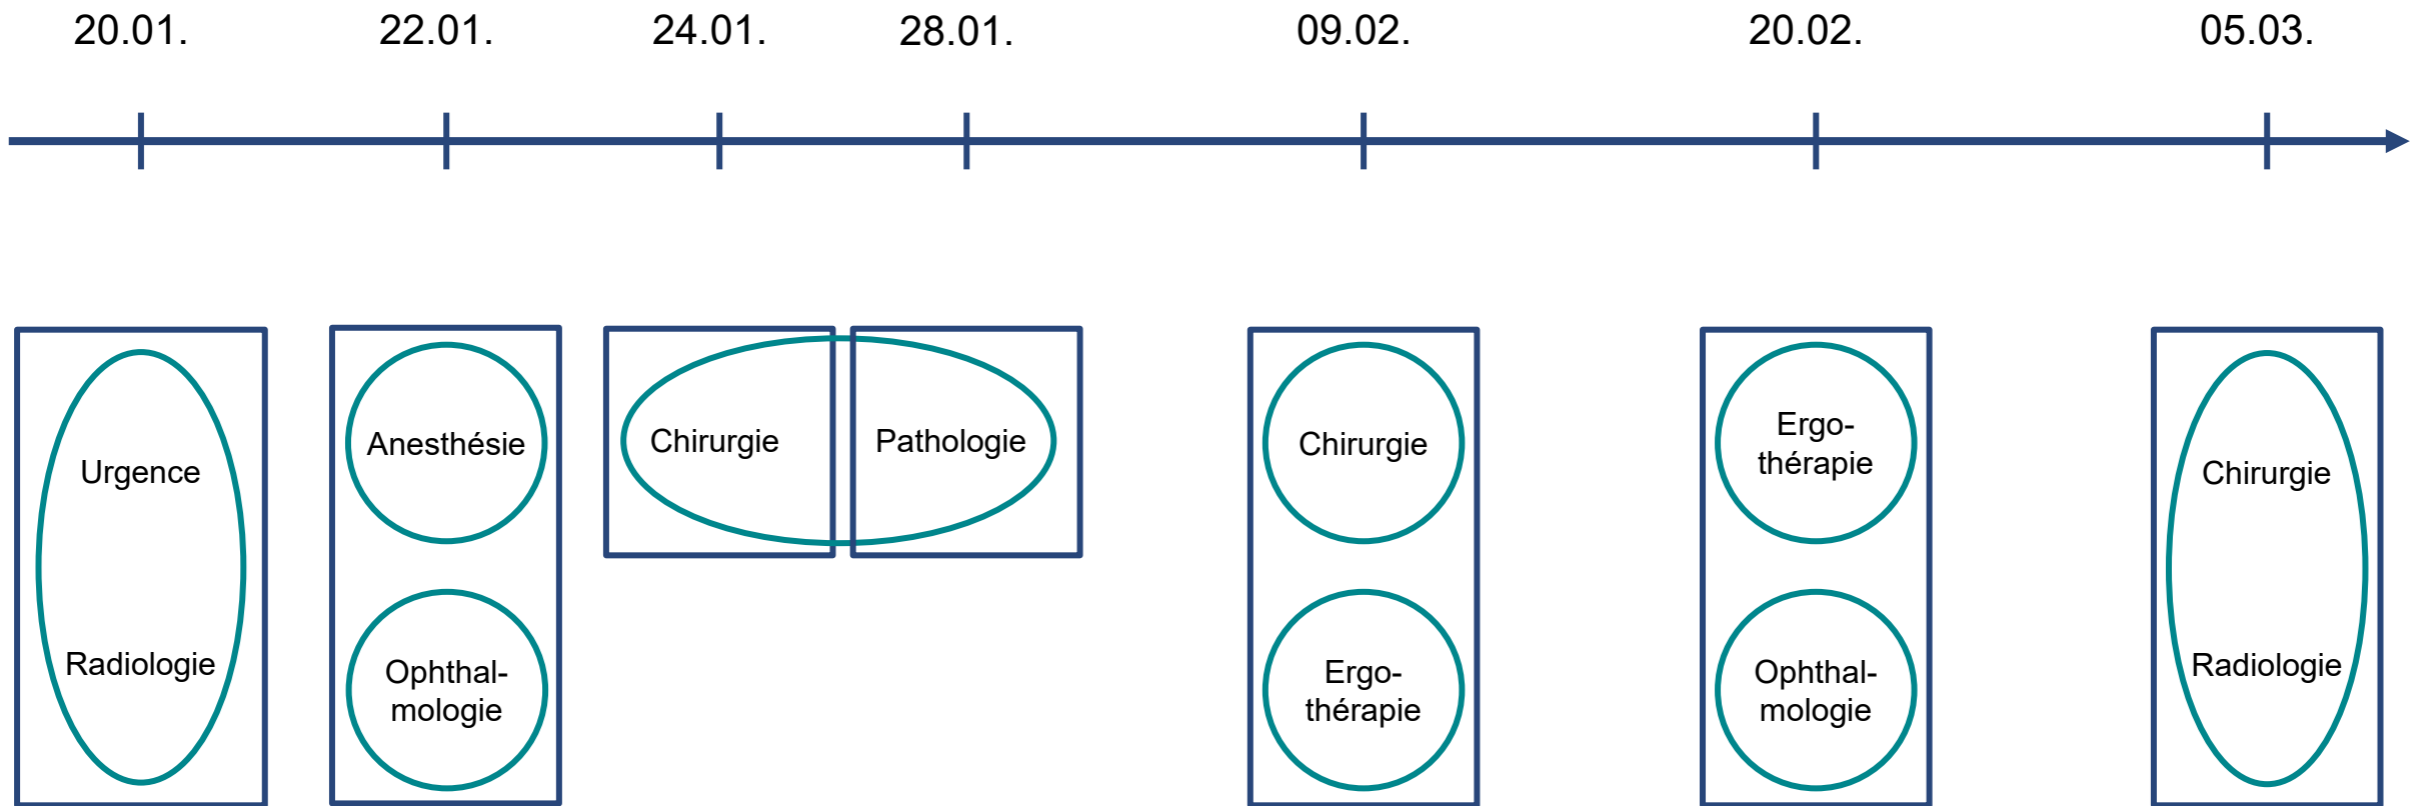 20.01.
22.01.
24.01.
28.01.
09.02.
20.02.
05.03.
Urgence
Radiologie
Anesthésie
Ophthal-
mologie
Chirurgie
Pathologie
Chirurgie
Ergo-
thérapie
Ergo-
thérapie
Ophthal-
mologie
Chirurgie
Radiologie